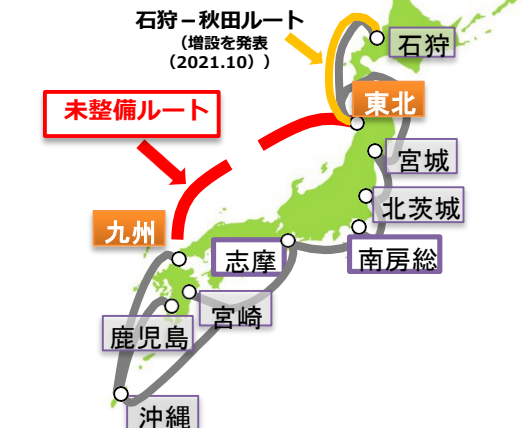 石狩－秋田ルート
（増設を発表
（2021.10））
石狩
未整備ルート
東北
宮城
北茨城
九州
志摩
南房総
宮崎
鹿児島
沖縄